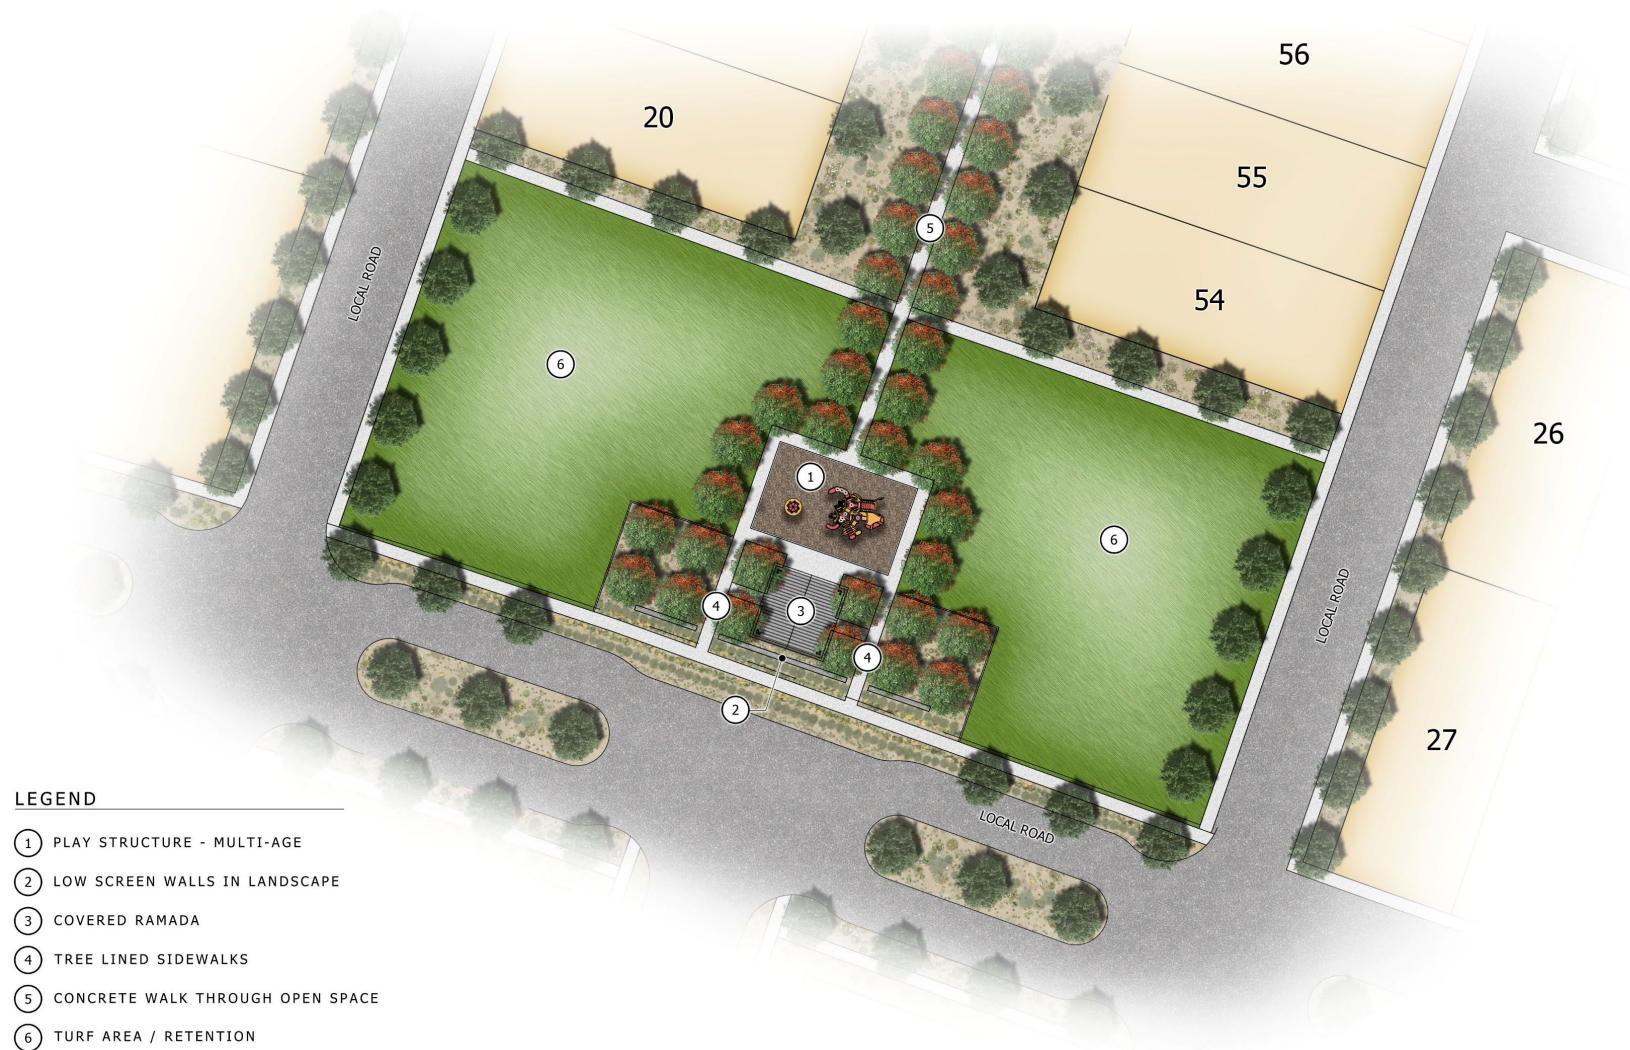 56
20
55
5
54
LOCAL ROAD
6
26
1
6
4
3
LOCAL ROAD
4
2
27
LOCAL ROAD
LEGEND
1 PLAY STRUCTURE - MULTI-AGE
2 LOW SCREEN WALLS IN LANDSCAPE
3 COVERED RAMADA
4 TREE LINED SIDEWALKS
5 CONCRETE WALK THROUGH OPEN SPACE
6 TURF AREA / RETENTION